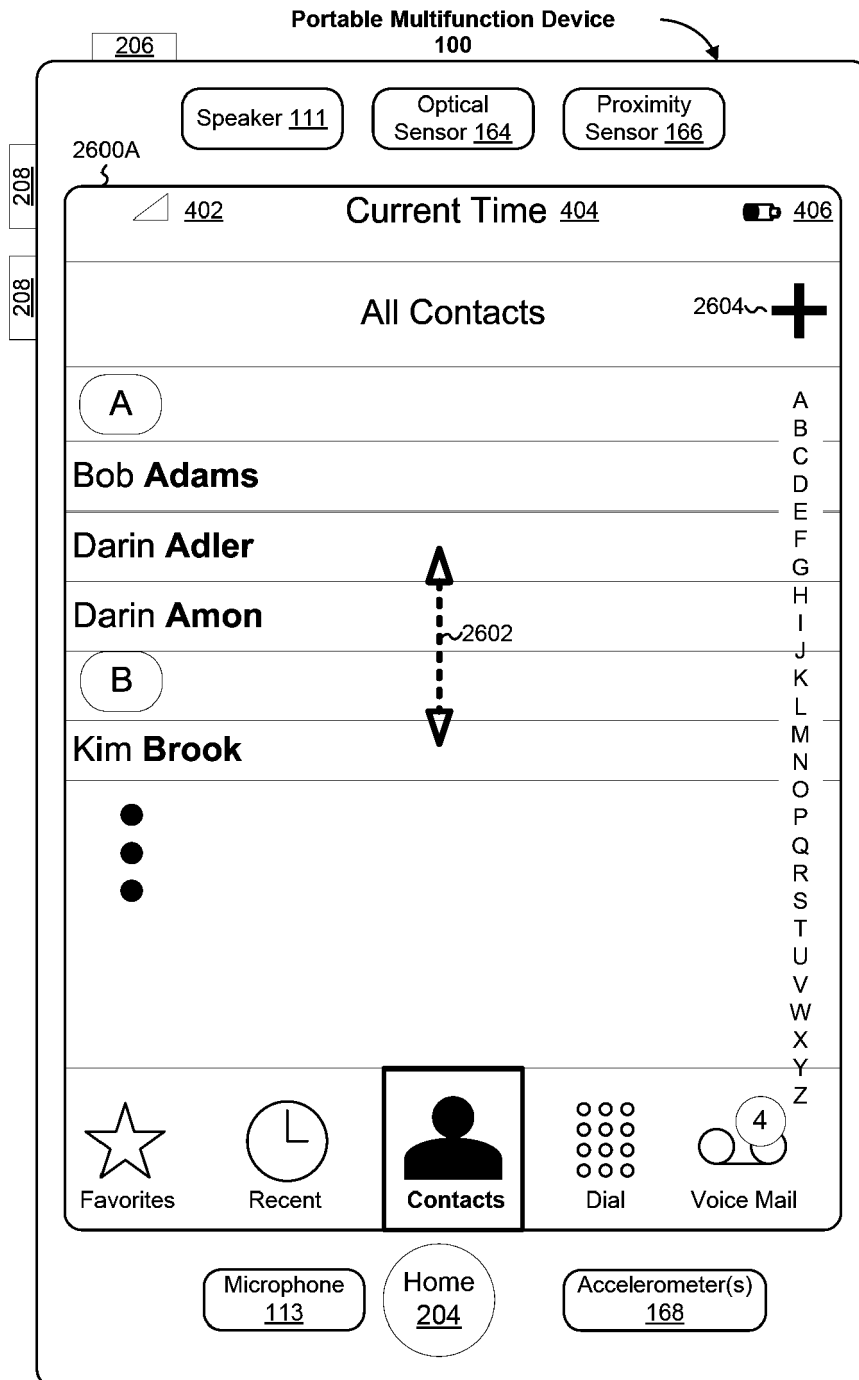 Portable Multifunction Device
100
206
Speaker 111
Optical
Sensor 164
Proximity
Sensor 166
2600A
208
208
402
Current Time 404
406
All Contacts
2604
A
Bob Adams
Darin Adler
Darin Amon
2602
B
Kim Brook
A
B
C
D
E
F
G
H
I
J
K
L
M
N
O
P
Q
R
S
T
U
V
W
X
Y
Z
4
Favorites
Recent
Contacts
Dial
Voice Mail
Microphone
113
Home
204
Accelerometer(s)
168